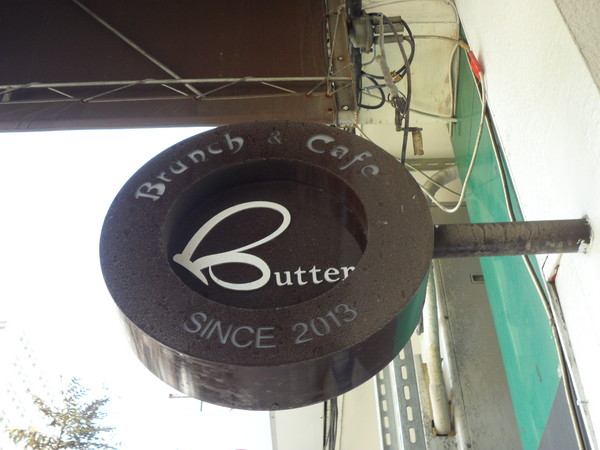 Brunch & Cafe
Butter
SINCE 2013